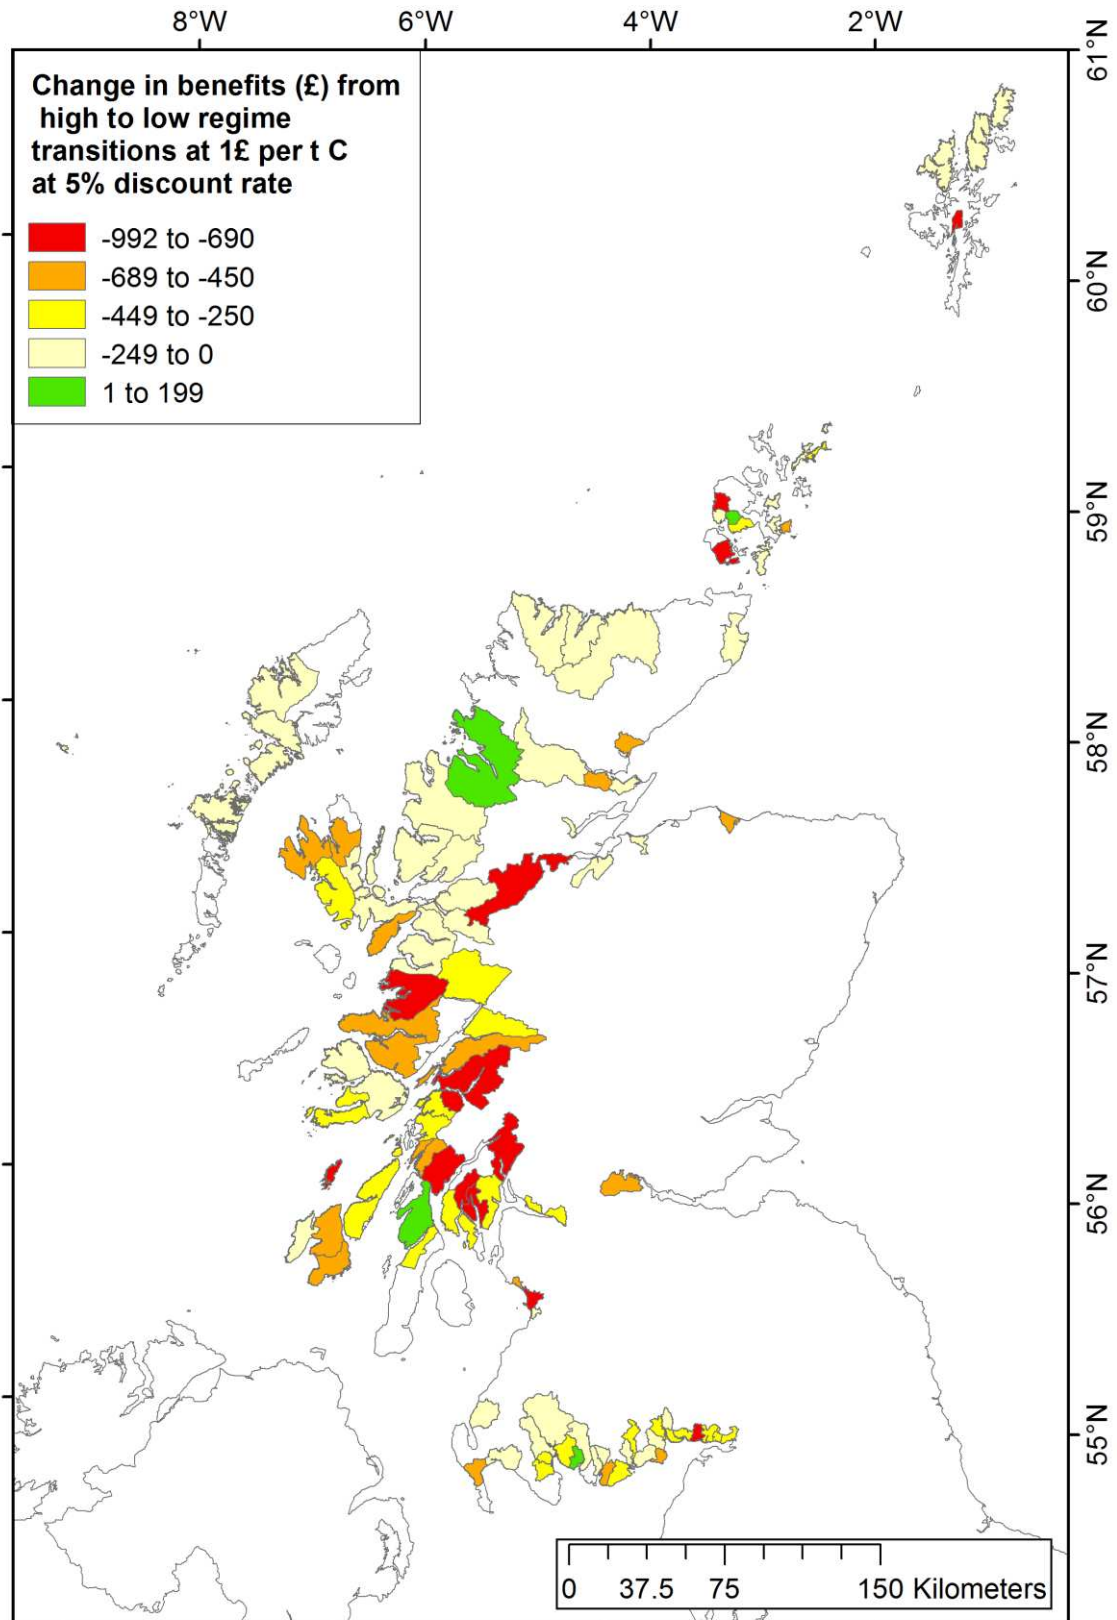 8°W 6°W 4°W 2°W
61°N
Change in benefits (£) from
high to low regime
transitions at 1£ per t C
at 5% discount rate
-992 to -690
-689 to -450
-449 to -250
-249 to 0
1 to 199
60°N
59°N
58°N
57°N
56°N
55°N
0 37.5 75 150 Kilometers